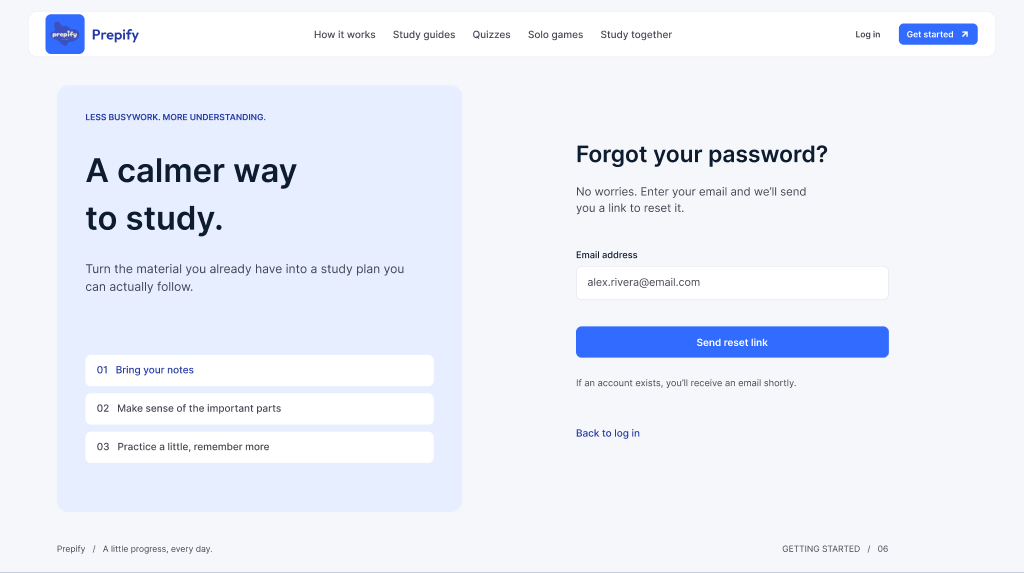 prepify
Prepify
How it works
Study guides
Quizzes
Solo games
Study together
Log in
Get started
LESS BUSYWORK. MORE UNDERSTANDING.
A calmer way
to study.
Turn the material you already have into a study plan you
can actually follow.
01 Bring your notes
02 Make sense of the important parts
03 Practice a little, remember more
Forgot your password?
No worries. Enter your email and we'll send
you a link to reset it.
Email address
alex.rivera@email.com
Send reset link
If an account exists, you'll receive an email shortly.
Back to log in
Prepify / A little progress, every day.
GETTING STARTED / 06